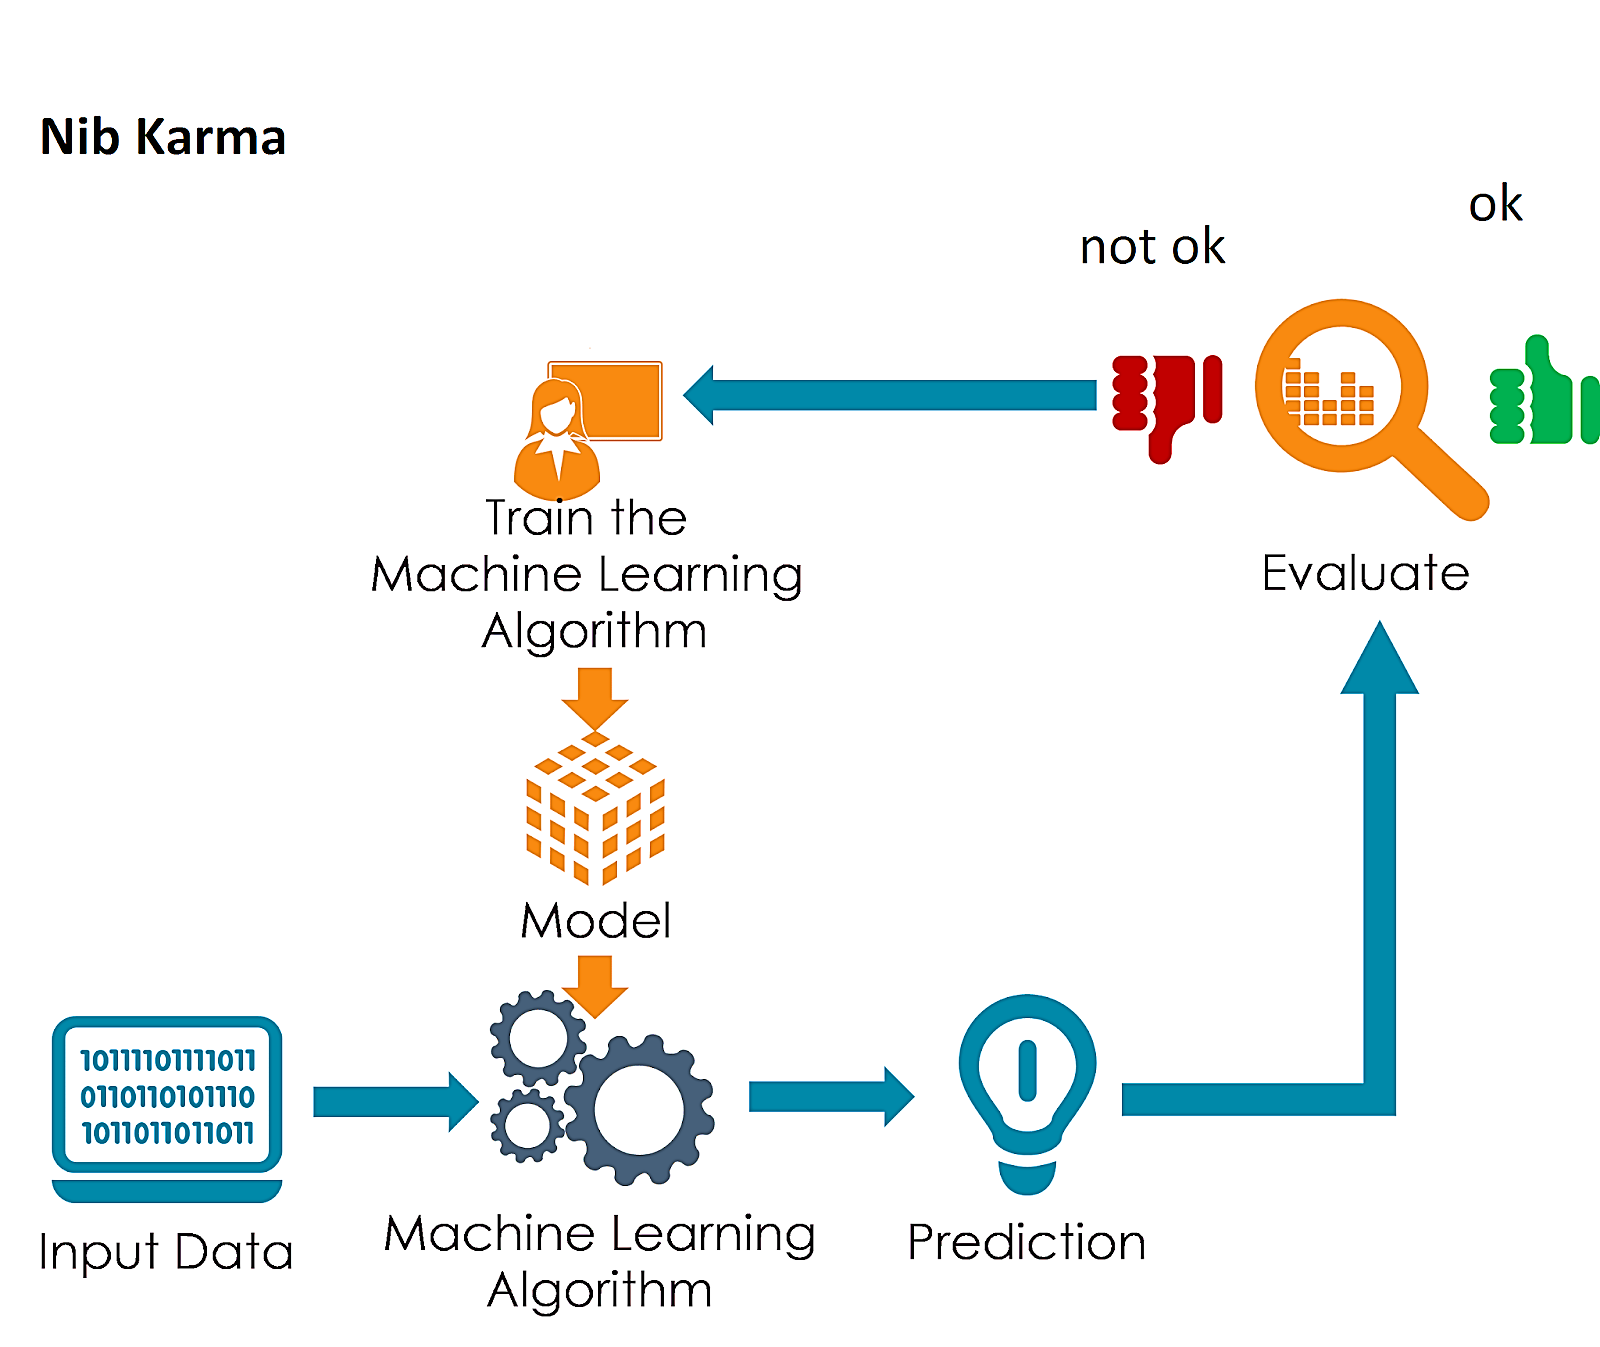 Nib Karma
ok
not ok
Train the
Machine Learning
Algorithm
Evaluate
Model
10111101111011
0110110101110
1011011011011
Input Data
Machine Learning
Algorithm
Prediction